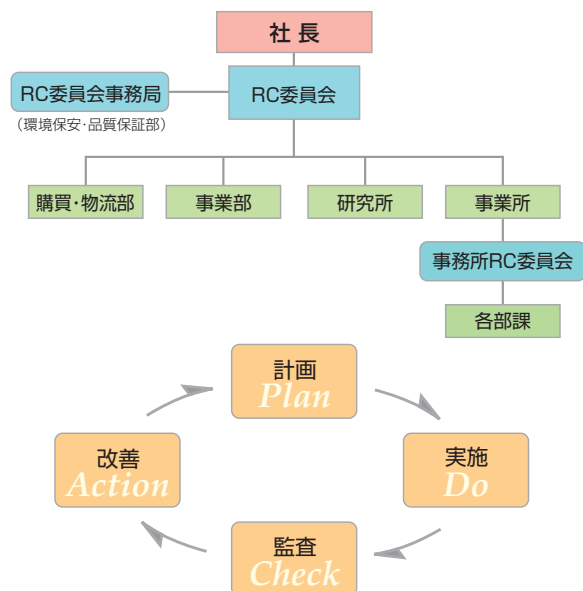 社長
RC委員会事務局
RC委員会
（環境保安・品質保証部）
購買・物流部
事業部
研究所
事業所
事務所RC委員会
各部課
計画
Plan
改善
Action
実施
Do
監査
Check